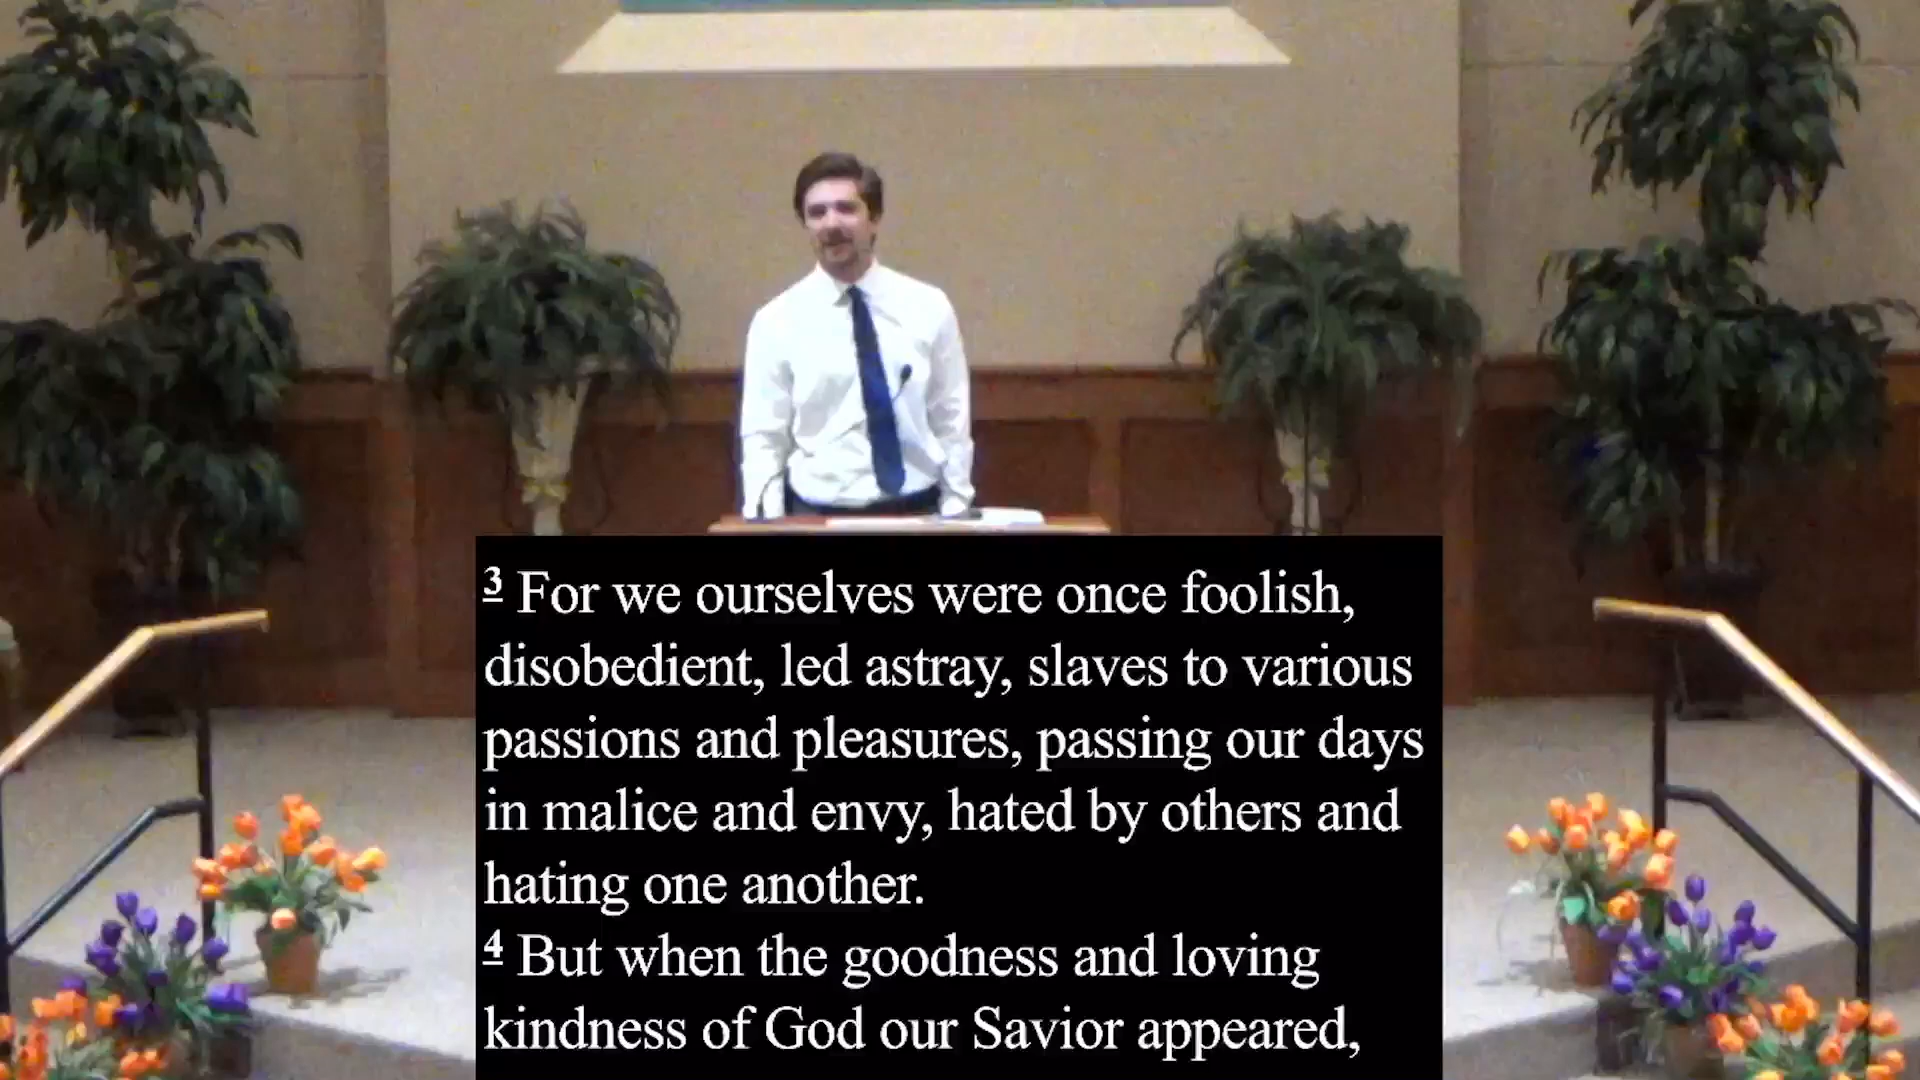 3 For we ourselves were once foolish,
disobedient, led astray, slaves to various
passions and pleasures, passing our days
in malice and envy, hated by others and
hating one another.
4 But when the goodness and loving
kindness of God our Savior appeared,